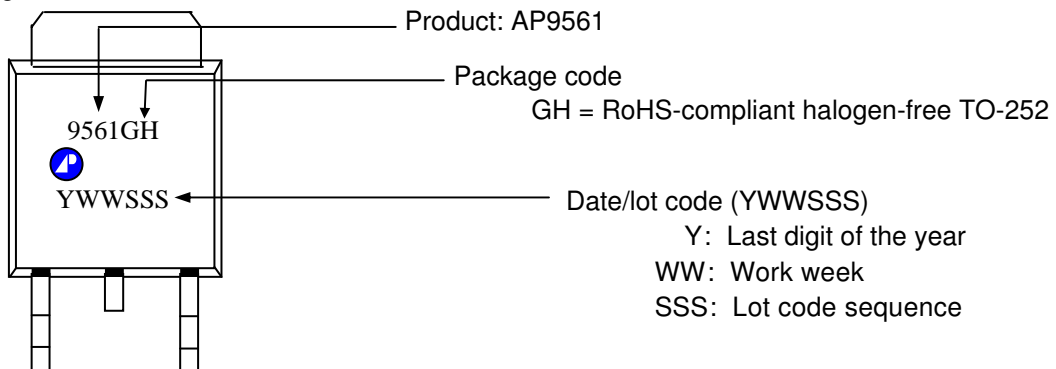 Product: AP9561
Package code
GH = RoHS-compliant halogen-free TO-252
9561GH
YWWSSS
Date/lot code (YWWSSS)
Y: Last digit of the year
WW: Work week
SSS: Lot code sequence